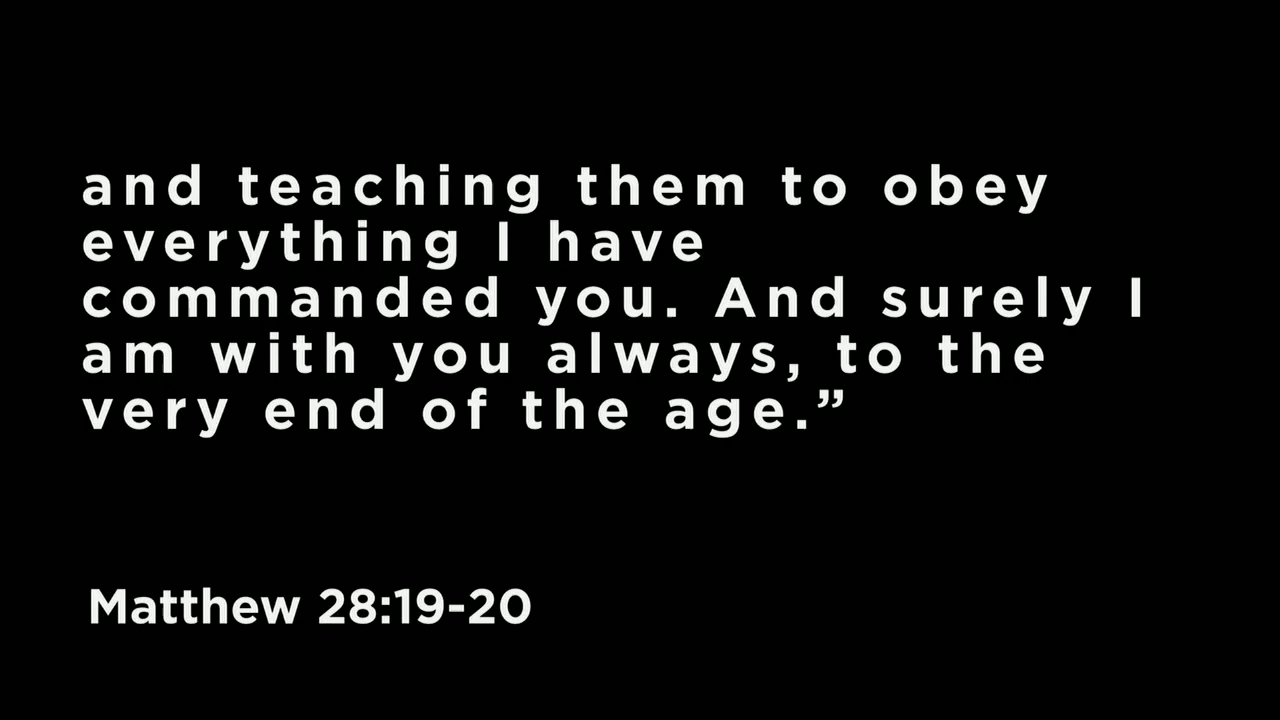 and teaching them to obey
everything I have
commanded you. And surely I
am with you always, to the
very end of the age.”
Matthew 28:19-20